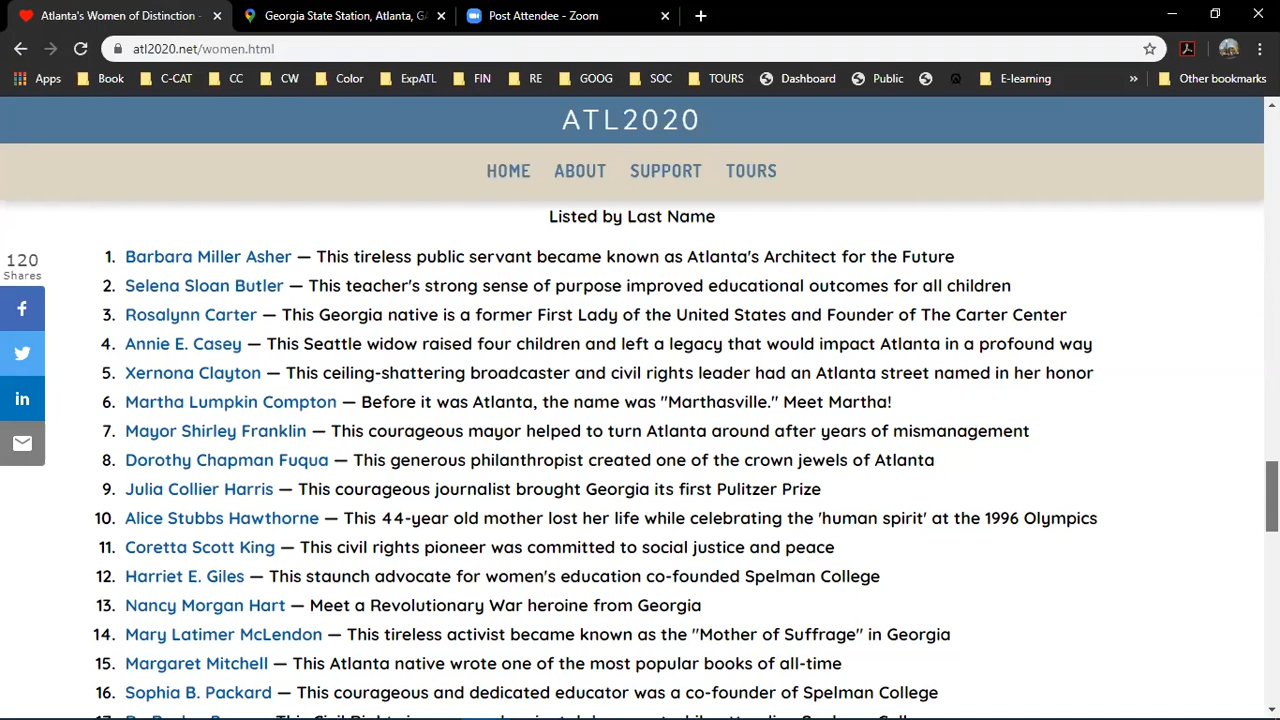 Atlanta's Women of Distinction -
Georgia State Station, Atlanta, GA
Post Attendee - Zoom
atl2020.net/women.html
Apps Book C-CAT CC CW Color ExpATL FIN RE GOOG SOC TOURS Dashboard Public E-learning » Other bookmarks
ATL2020
HOME ABOUT SUPPORT TOURS
120
Shares
Listed by Last Name
1. Barbara Miller Asher — This tireless public servant became known as Atlanta's Architect for the Future
2. Selena Sloan Butler — This teacher's strong sense of purpose improved educational outcomes for all children
3. Rosalynn Carter — This Georgia native is a former First Lady of the United States and Founder of The Carter Center
4. Annie E. Casey — This Seattle widow raised four children and left a legacy that would impact Atlanta in a profound way
5. Xernona Clayton — This ceiling-shattering broadcaster and civil rights leader had an Atlanta street named in her honor
6. Martha Lumpkin Compton — Before it was Atlanta, the name was "Marthasville." Meet Martha!
7. Mayor Shirley Franklin — This courageous mayor helped to turn Atlanta around after years of mismanagement
8. Dorothy Chapman Fuqua — This generous philanthropist created one of the crown jewels of Atlanta
9. Julia Collier Harris — This courageous journalist brought Georgia its first Pulitzer Prize
10. Alice Stubbs Hawthorne — This 44-year old mother lost her life while celebrating the 'human spirit' at the 1996 Olympics
11. Coretta Scott King — This civil rights pioneer was committed to social justice and peace
12. Harriet E. Giles — This staunch advocate for women's education co-founded Spelman College
13. Nancy Morgan Hart — Meet a Revolutionary War heroine from Georgia
14. Mary Latimer McLendon — This tireless activist became known as the "Mother of Suffrage" in Georgia
15. Margaret Mitchell — This Atlanta native wrote one of the most popular books of all-time
16. Sophia B. Packard — This courageous and dedicated educator was a co-founder of Spelman College